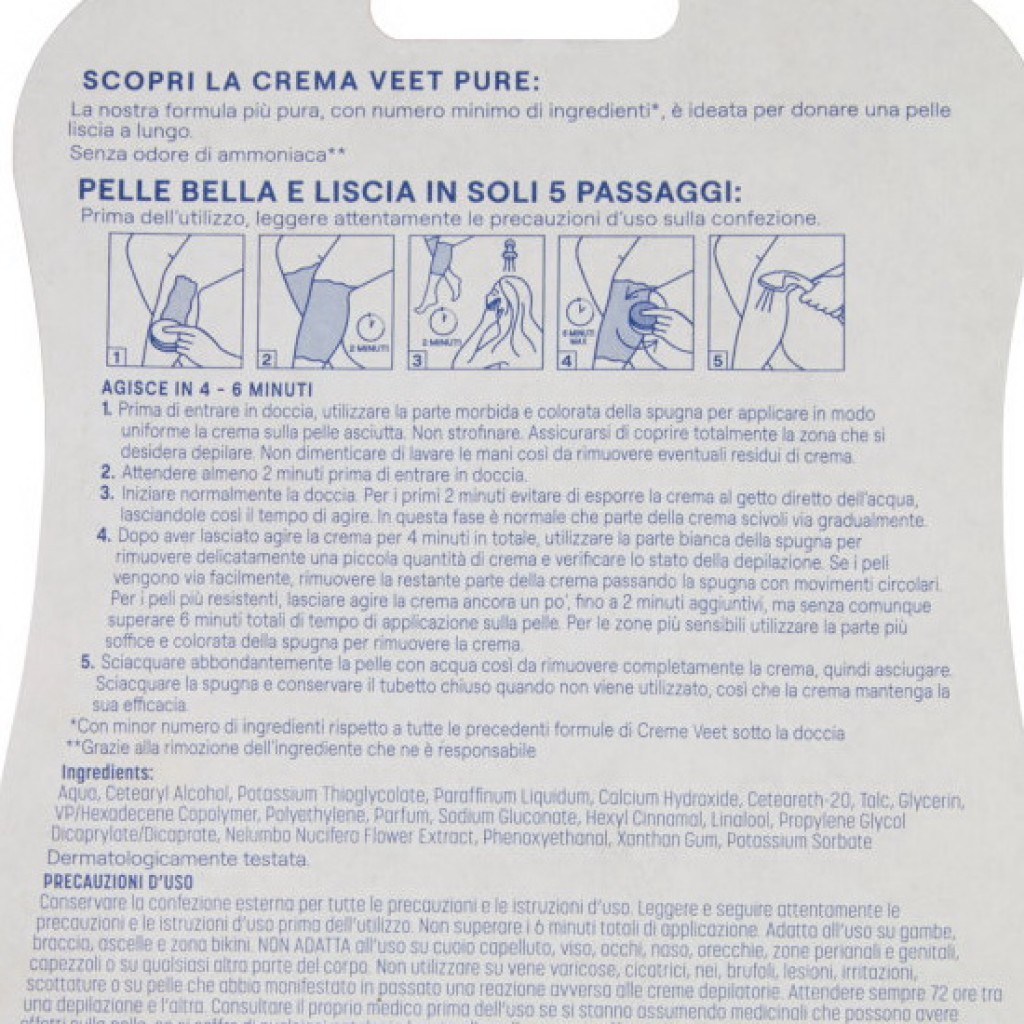 SCOPRI LA CREMA VEET PURE:
La nostra formula più pura, con numero minimo di ingredienti*, è ideata per donare una pelle
liscia a lungo.
Senza odore di ammoniaca**
PELLE BELLA E LISCIA IN SOLI 5 PASSAGGI:
Prima dell'utilizzo, leggere attentamente le precauzioni d'uso sulla confezione.
1
2
2 MINUTI
3
2 MINUTI
4
6 MINUTI
MAX
5
AGISCE IN 4 - 6 MINUTI
1. Prima di entrare in doccia, utilizzare la parte morbida e colorata della spugna per applicare in modo
uniforme la crema sulla pelle asciutta. Non strofinare. Assicurarsi di coprire totalmente la zona che si
desidera depilare. Non dimenticare di lavare le mani così da rimuovere eventuali residui di crema.
2. Attendere almeno 2 minuti prima di entrare in doccia.
3. Iniziare normalmente la doccia. Per i primi 2 minuti evitare di esporre la crema al getto diretto dell'acqua,
lasciandole così il tempo di agire. In questa fase è normale che parte della crema scivoli via gradualmente.
4. Dopo aver lasciato agire la crema per 4 minuti in totale, utilizzare la parte bianca della spugna per
rimuovere delicatamente una piccola quantità di crema e verificare lo stato della depilazione. Se i peli
vengono via facilmente, rimuovere la restante parte della crema passando la spugna con movimenti circolari.
Per i peli più resistenti, lasciare agire la crema ancora un po', fino a 2 minuti aggiuntivi, ma senza comunque
superare 6 minuti totali di tempo di applicazione sulla pelle. Per le zone più sensibili utilizzare la parte più
soffice e colorata della spugna per rimuovere la crema.
5. Sciacquare abbondantemente la pelle con acqua così da rimuovere completamente la crema, quindi asciugare.
Sciacquare la spugna e conservare il tubetto chiuso quando non viene utilizzato, così che la crema mantenga la
sua efficacia.
*Con minor numero di ingredienti rispetto a tutte le precedenti formule di Creme Veet sotto la doccia
**Grazie alla rimozione dell'ingrediente che ne è responsabile
Ingredients:
Aqua, Cetearyl Alcohol, Potassium Thioglycolate, Paraffinum Liquidum, Calcium Hydroxide, Ceteareth-20, Talc, Glycerin,
VP/Hexadecene Copolymer, Polyethylene, Parfum, Sodium Gluconate, Hexyl Cinnamal, Linalool, Propylene Glycol
Dicaprylate/Dicaprate, Nelumbo Nucifera Flower Extract, Phenoxyethanol, Xanthan Gum, Potassium Sorbate
Dermatologicamente testata.
PRECAUZIONI D'USO
Conservare la confezione esterna per tutte le precauzioni e le istruzioni d'uso. Leggere e seguire attentamente le
precauzioni e le istruzioni d'uso prima dell'utilizzo. Non superare i 6 minuti totali di applicazione. Adatta all'uso su gambe,
braccia, ascelle e zona bikini. NON ADATTA all'uso su cuoio capelluto, viso, occhi, naso, orecchie, zone perianali e genitali,
capezzoli o su qualsiasi altra parte del corpo. Non utilizzare su vene varicose, cicatrici, nei, brufoli, lesioni, irritazioni,
scottature o su pelle che abbia manifestato in passato una reazione avversa alle creme depilatorie. Attendere sempre 72 ore tra
una depilazione e l'altra. Consultare il proprio medico prima dell'uso se si stanno assumendo medicinali che possono avere
effetti sulla pelle, se si soffre di